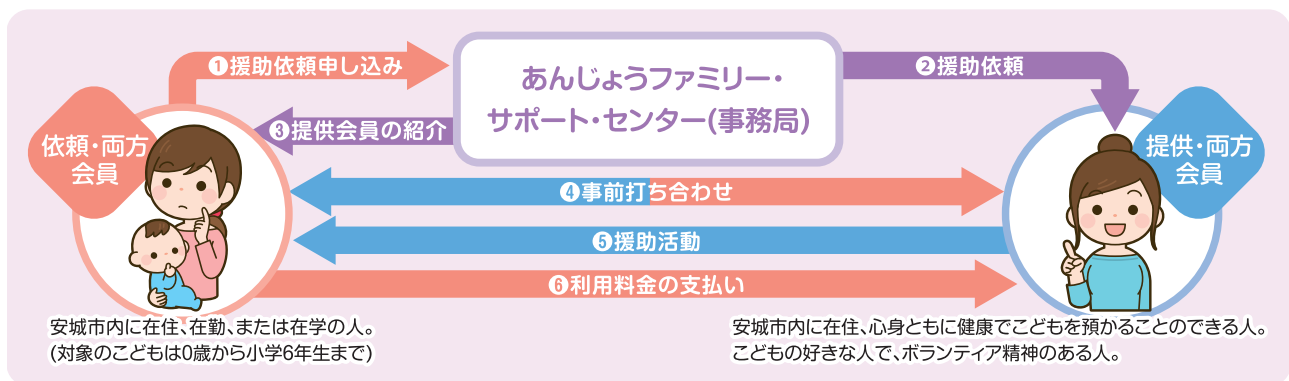 ❶援助依頼申し込み
あんじょうファミリー・
サポート・センター(事務局)
❷援助依頼
❸提供会員の紹介
依頼・両方
会員
提供・両方
会員
❹事前打ち合わせ
❺援助活動
❻利用料金の支払い
安城市内に在住、在勤、または在学の人。
(対象のこどもは0歳から小学6年生まで)
安城市内に在住、心身ともに健康でこどもを預かることのできる人。
こどもの好きな人で、ボランティア精神のある人。